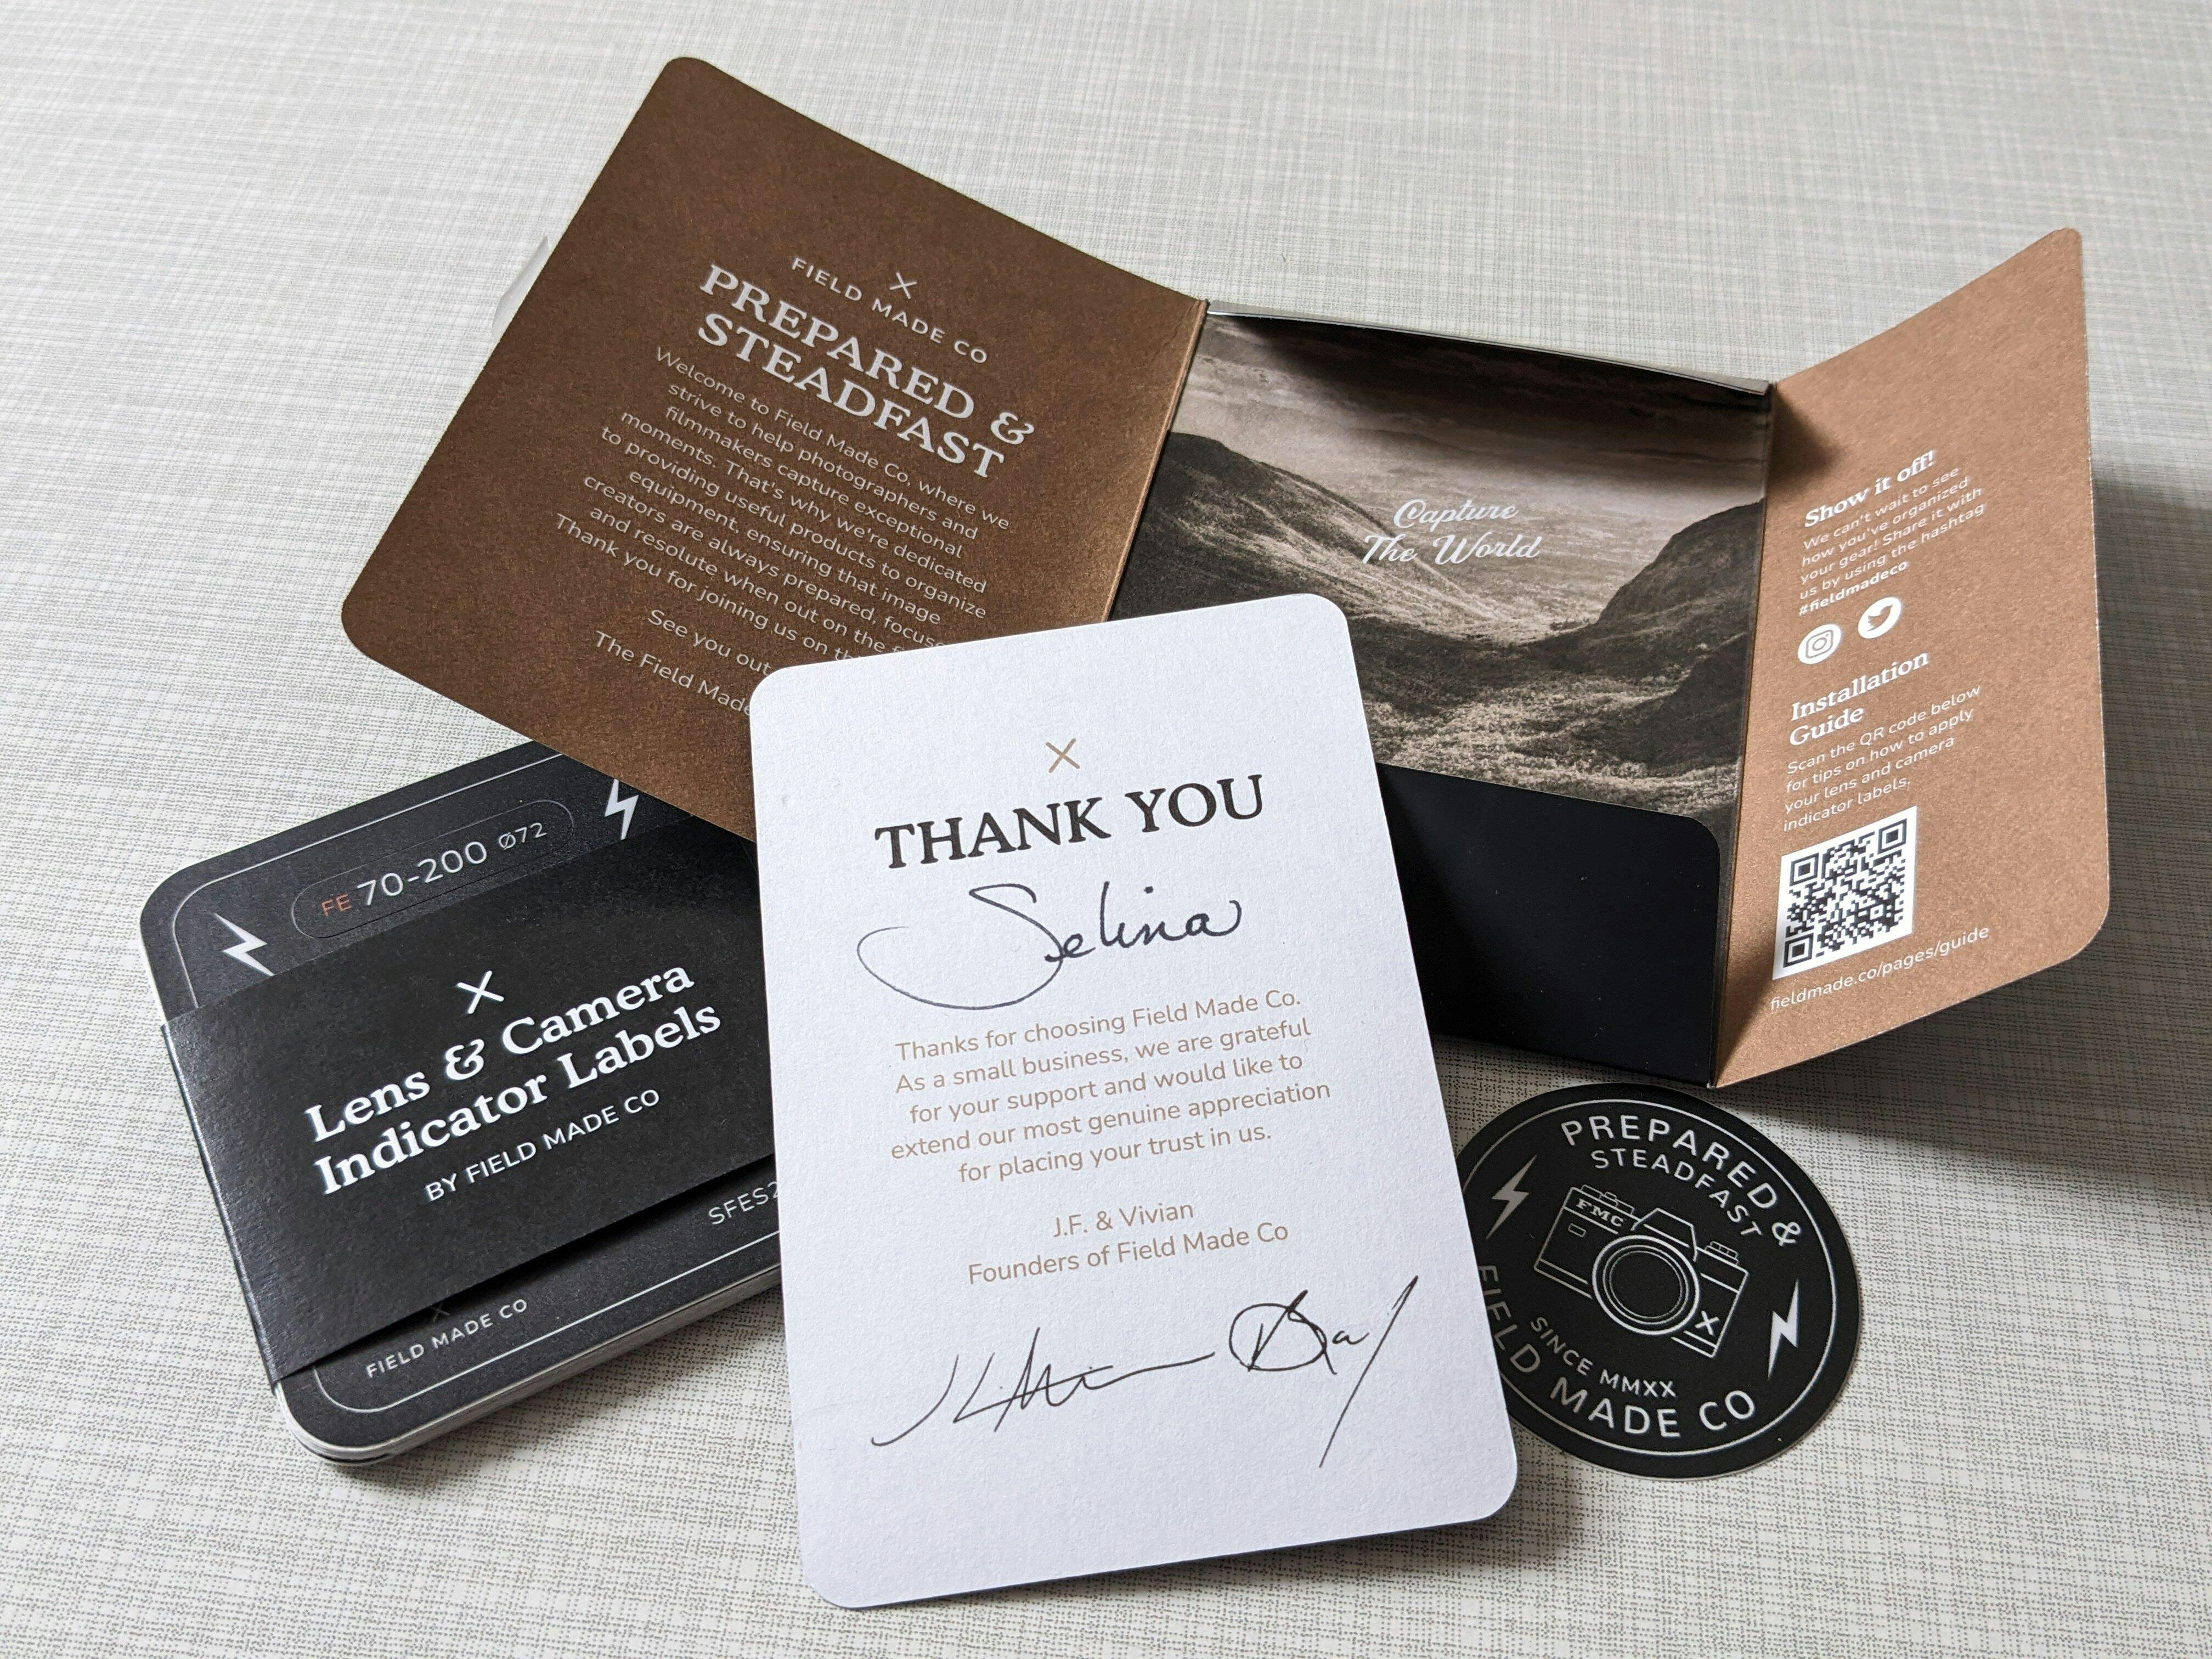 FIELD MADE CO
PREPARED &
STEADFAST
Welcome to Field Made Co, where we
strive to help photographers and
filmmakers capture exceptional
moments. That's why we're dedicated
to providing useful products to organize
equipment, ensuring that image
creators are always prepared, focus
and resolute when out on the
Thank you for joining us on
See you out
The Field Made
Capture
The World
Show it off!
We can't wait to see
how you've organized
your gear! Share it with
us by using the hashtag
#fieldmadeco
Installation
Guide
Scan the QR code below
for tips on how to apply
your lens and camera
indicator labels.
fieldmade.co/pages/guide
FE 70-200 Ø72
Lens & Camera
Indicator Labels
BY FIELD MADE CO
SFES2
FIELD MADE CO
THANK YOU
Selina
Thanks for choosing Field Made Co.
As a small business, we are grateful
for your support and would like to
extend our most genuine appreciation
for placing your trust in us.
J.F. & Vivian
Founders of Field Made Co
PREPARED &
STEADFAST
FMC
SINCE MMXX
FIELD MADE CO